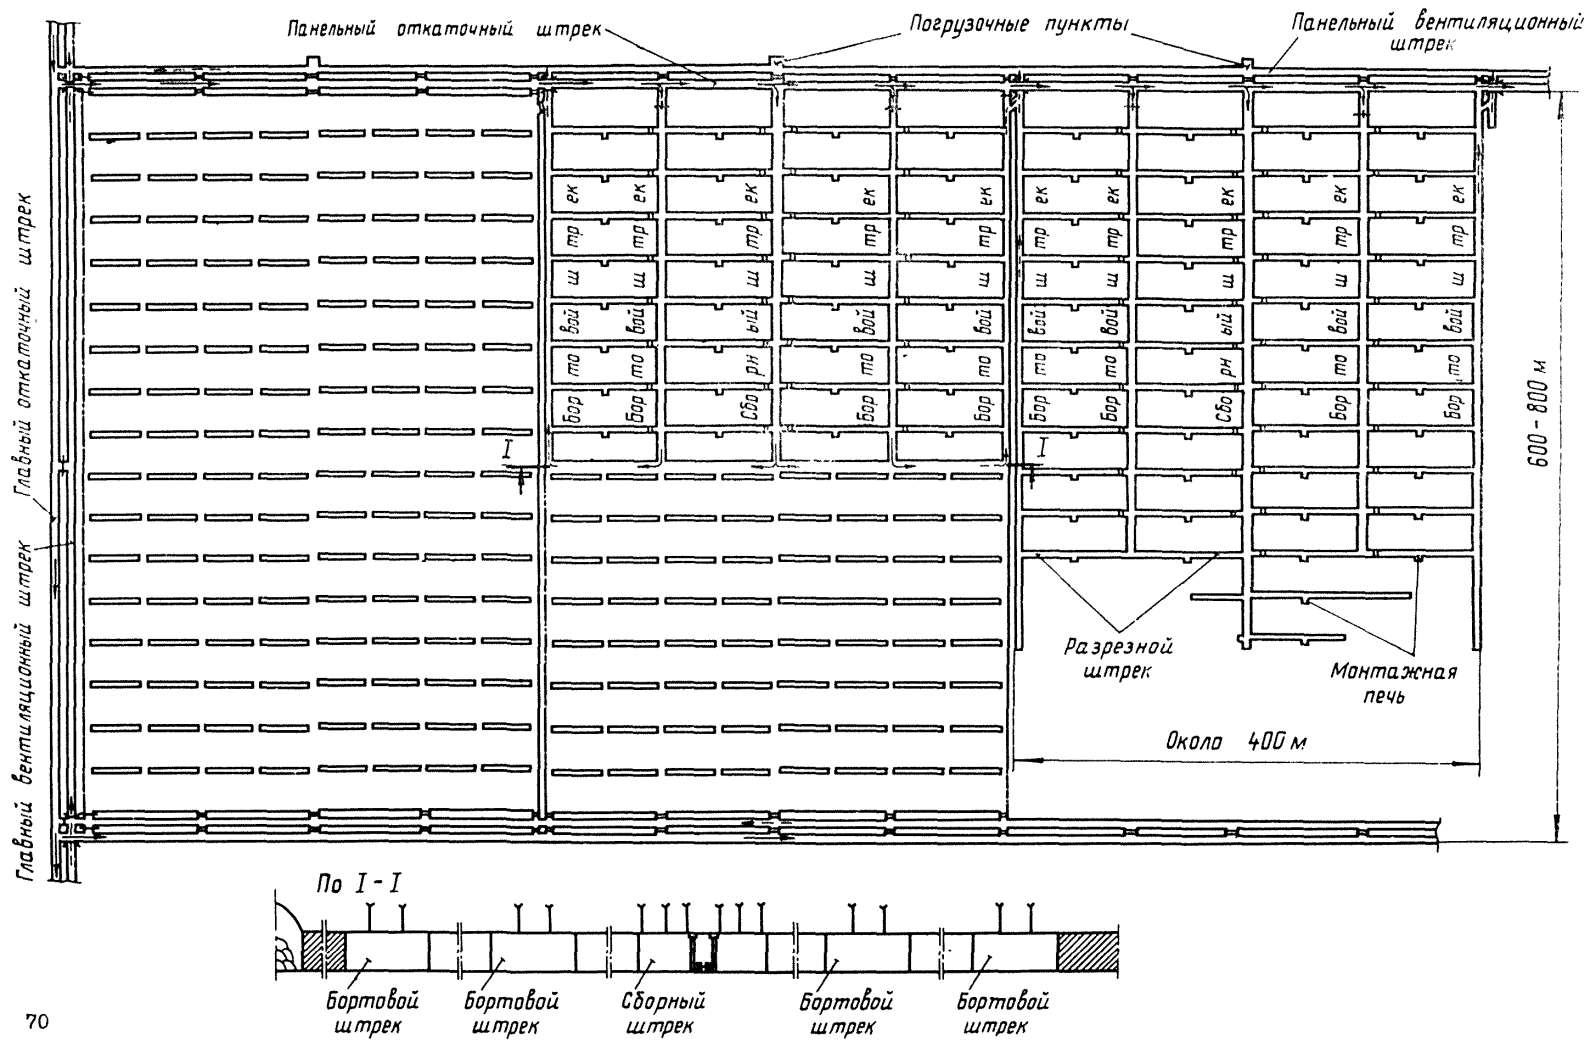 Панельный откаточный штрек
Погрузочные пункты
Панельный вентиляционный
штрек
Главный откаточный штрек
Главный вентиляционный штрек
Бортовой штрек
Бортовой штрек
Сборный штрек
Бортовой штрек
Бортовой штрек
Бортовой штрек
Бортовой штрек
Сборный штрек
Бортовой штрек
Бортовой штрек
I
I
600-800 м
Разрезной
штрек
Монтажная
печь
Около 400 м
По I-I
Бортовой
штрек
Бортовой
штрек
Сборный
штрек
Бортовой
штрек
Бортовой
штрек
70